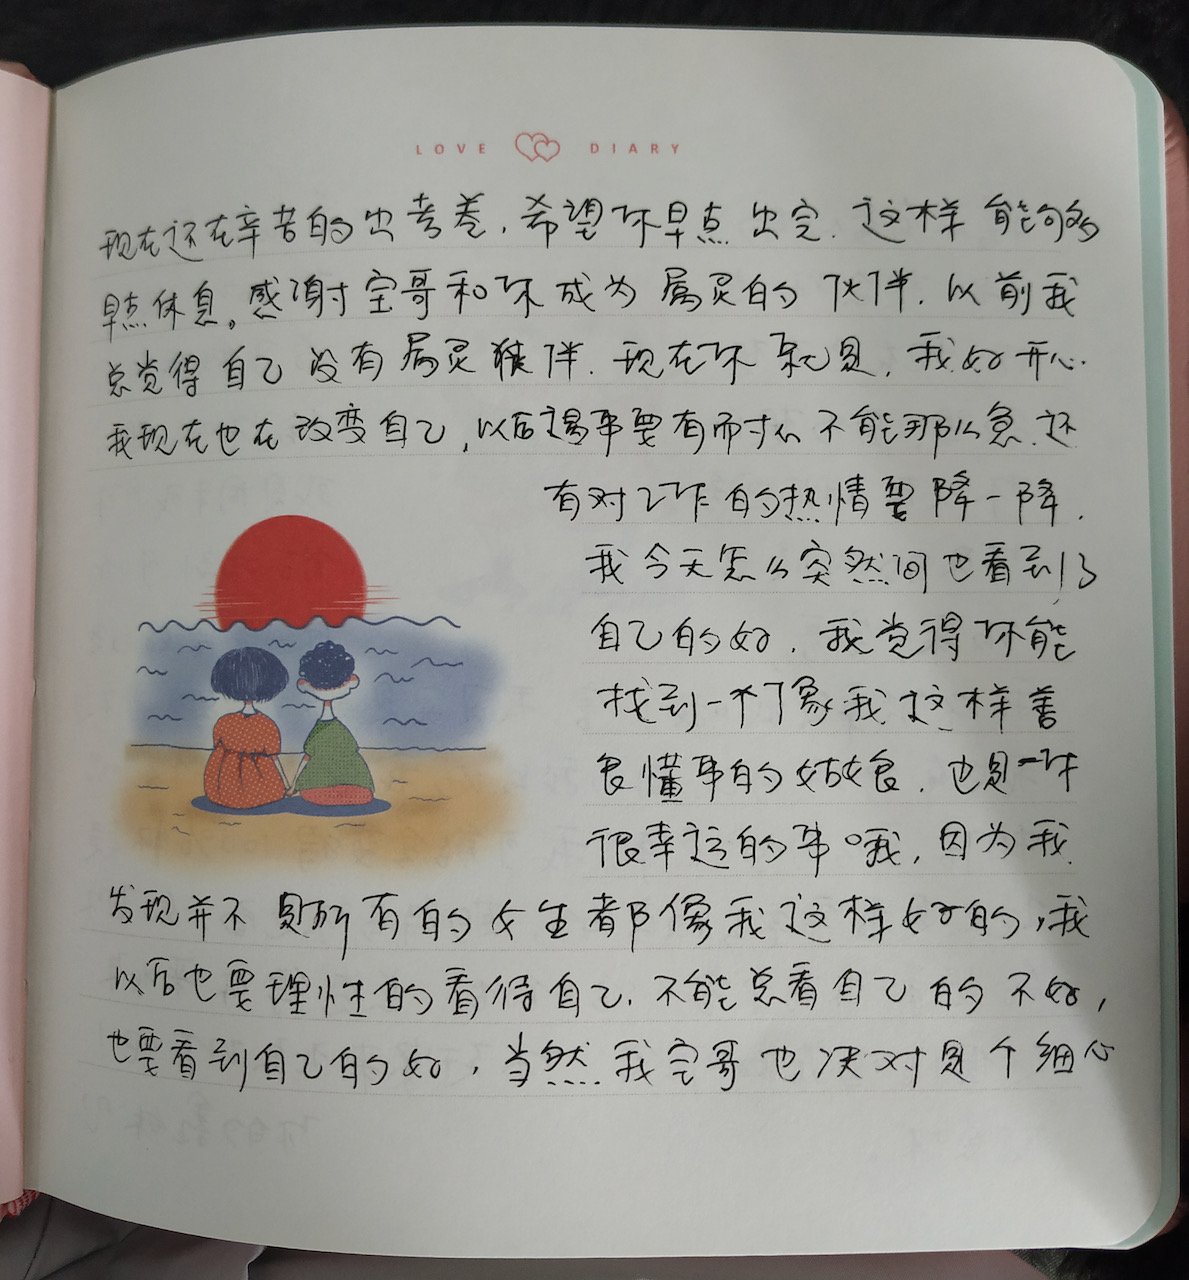 LOVE DIARY
现在还在辛苦的出考卷，希望你早点出完．这样能够
早点休息。感谢宝哥和你成为属灵的伙伴．以前我
总觉得自己没有属灵伙伴．现在你就是，我好开心．
我现在也在改变自己，以后遇事要有耐心不能那么急．还
有对工作的热情要降一降．
我今天怎么突然间也看到了
自己的好．我觉得你能
找到一个像我这样善
良懂事的姑娘．也是一件
很幸运的事哦，因为我
发现并不是所有的女生都像我这样好的，我
以后也要理性的看待自己．不能总看自己的不好，
也要看到自己的好，当然我宝哥也决对是个细心